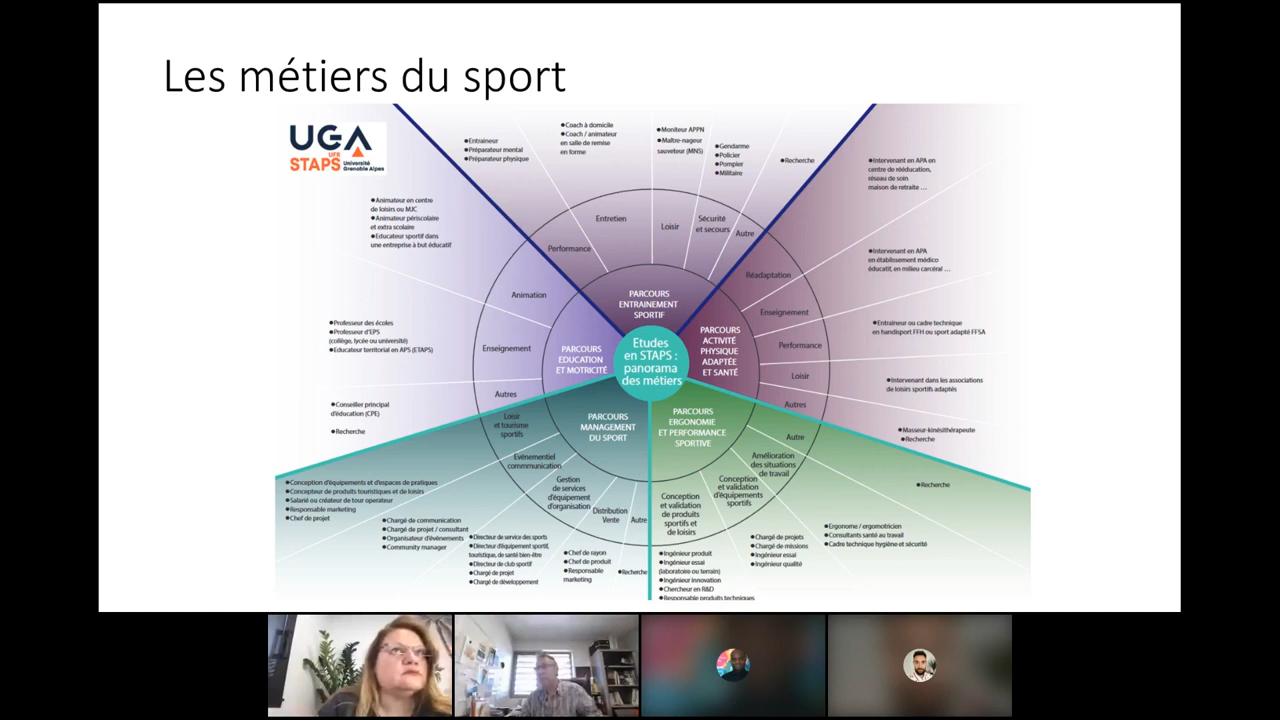 Les métiers du sport
UGA
UFR
STAPS
Université
Grenoble Alpes
Entraineur
Préparateur mental
Préparateur physique
Coach à domicile
Coach / animateur
en salle de remise
en forme
Moniteur APPN
Maître-nageur
sauveteur (MNS)
Gendarme
Policier
Pompier
Militaire
Recherche
Performance
Entretien
Loisir
Sécurité
et secours
Autre
PARCOURS
ENTRAINEMENT
SPORTIF
Intervenant en APA en
centre de rééducation,
réseau de soin
maison de retraite ...
Intervenant en APA
en établissement médico
éducatif, en milieu carcéral ...
Entraineur ou cadre technique
en handisport FFH ou sport adapté FFSA
Intervenant dans les associations
de loisirs sportifs adaptés
Masseur-kinésithérapeute
Recherche
Réadaptation
Enseignement
Performance
Loisir
Autres
PARCOURS
ACTIVITÉ
PHYSIQUE
ADAPTÉE
ET SANTÉ
Animateur en centre
de loisirs ou MJC
Animateur périscolaire
et extra scolaire
Educateur sportif dans
une entreprise à but éducatif
Professeur des écoles
Professeur d'EPS
(collège, lycée ou université)
Educateur territorial en APS (ETAPS)
Conseiller principal
d'éducation (CPE)
Recherche
Animation
Enseignement
Autres
PARCOURS
EDUCATION
ET MOTRICITÉ
Etudes
en STAPS :
panorama
des métiers
PARCOURS
MANAGEMENT
DU SPORT
Loisir
et tourisme
sportifs
Evénementiel
commmunication
Gestion
de services
d'équipement
d'organisation
Distribution
Vente
Autre
Conception d'équipements et d'espaces de pratiques
Concepteur de produits touristiques et de loisirs
Salarié ou créateur de tour operateur
Responsable marketing
Chef de projet
Chargé de communication
Chargé de projet / consultant
Organisateur d'événements
Community manager
Directeur de service des sports
Directeur d'équipement sportif,
touristique, de santé bien-être
Directeur de club sportif
Chargé de projet
Chargé de développement
Chef de rayon
Chef de produit
Responsable
marketing
Recherche
PARCOURS
ERGONOMIE
ET PERFORMANCE
SPORTIVE
Autre
Amélioration
des situations
de travail
Conception
et validation
d'équipements
sportifs
Conception
et validation
de produits
sportifs et
de loisirs
Recherche
Ergonome / ergomotricien
Consultants santé au travail
Cadre technique hygiène et sécurité
Chargé de projets
Chargé de missions
Ingénieur essai
Ingénieur qualité
Ingénieur produit
Ingénieur essai
(laboratoire ou terrain)
Ingénieur innovation
Chercheur en R&D
Responsable produits techniques